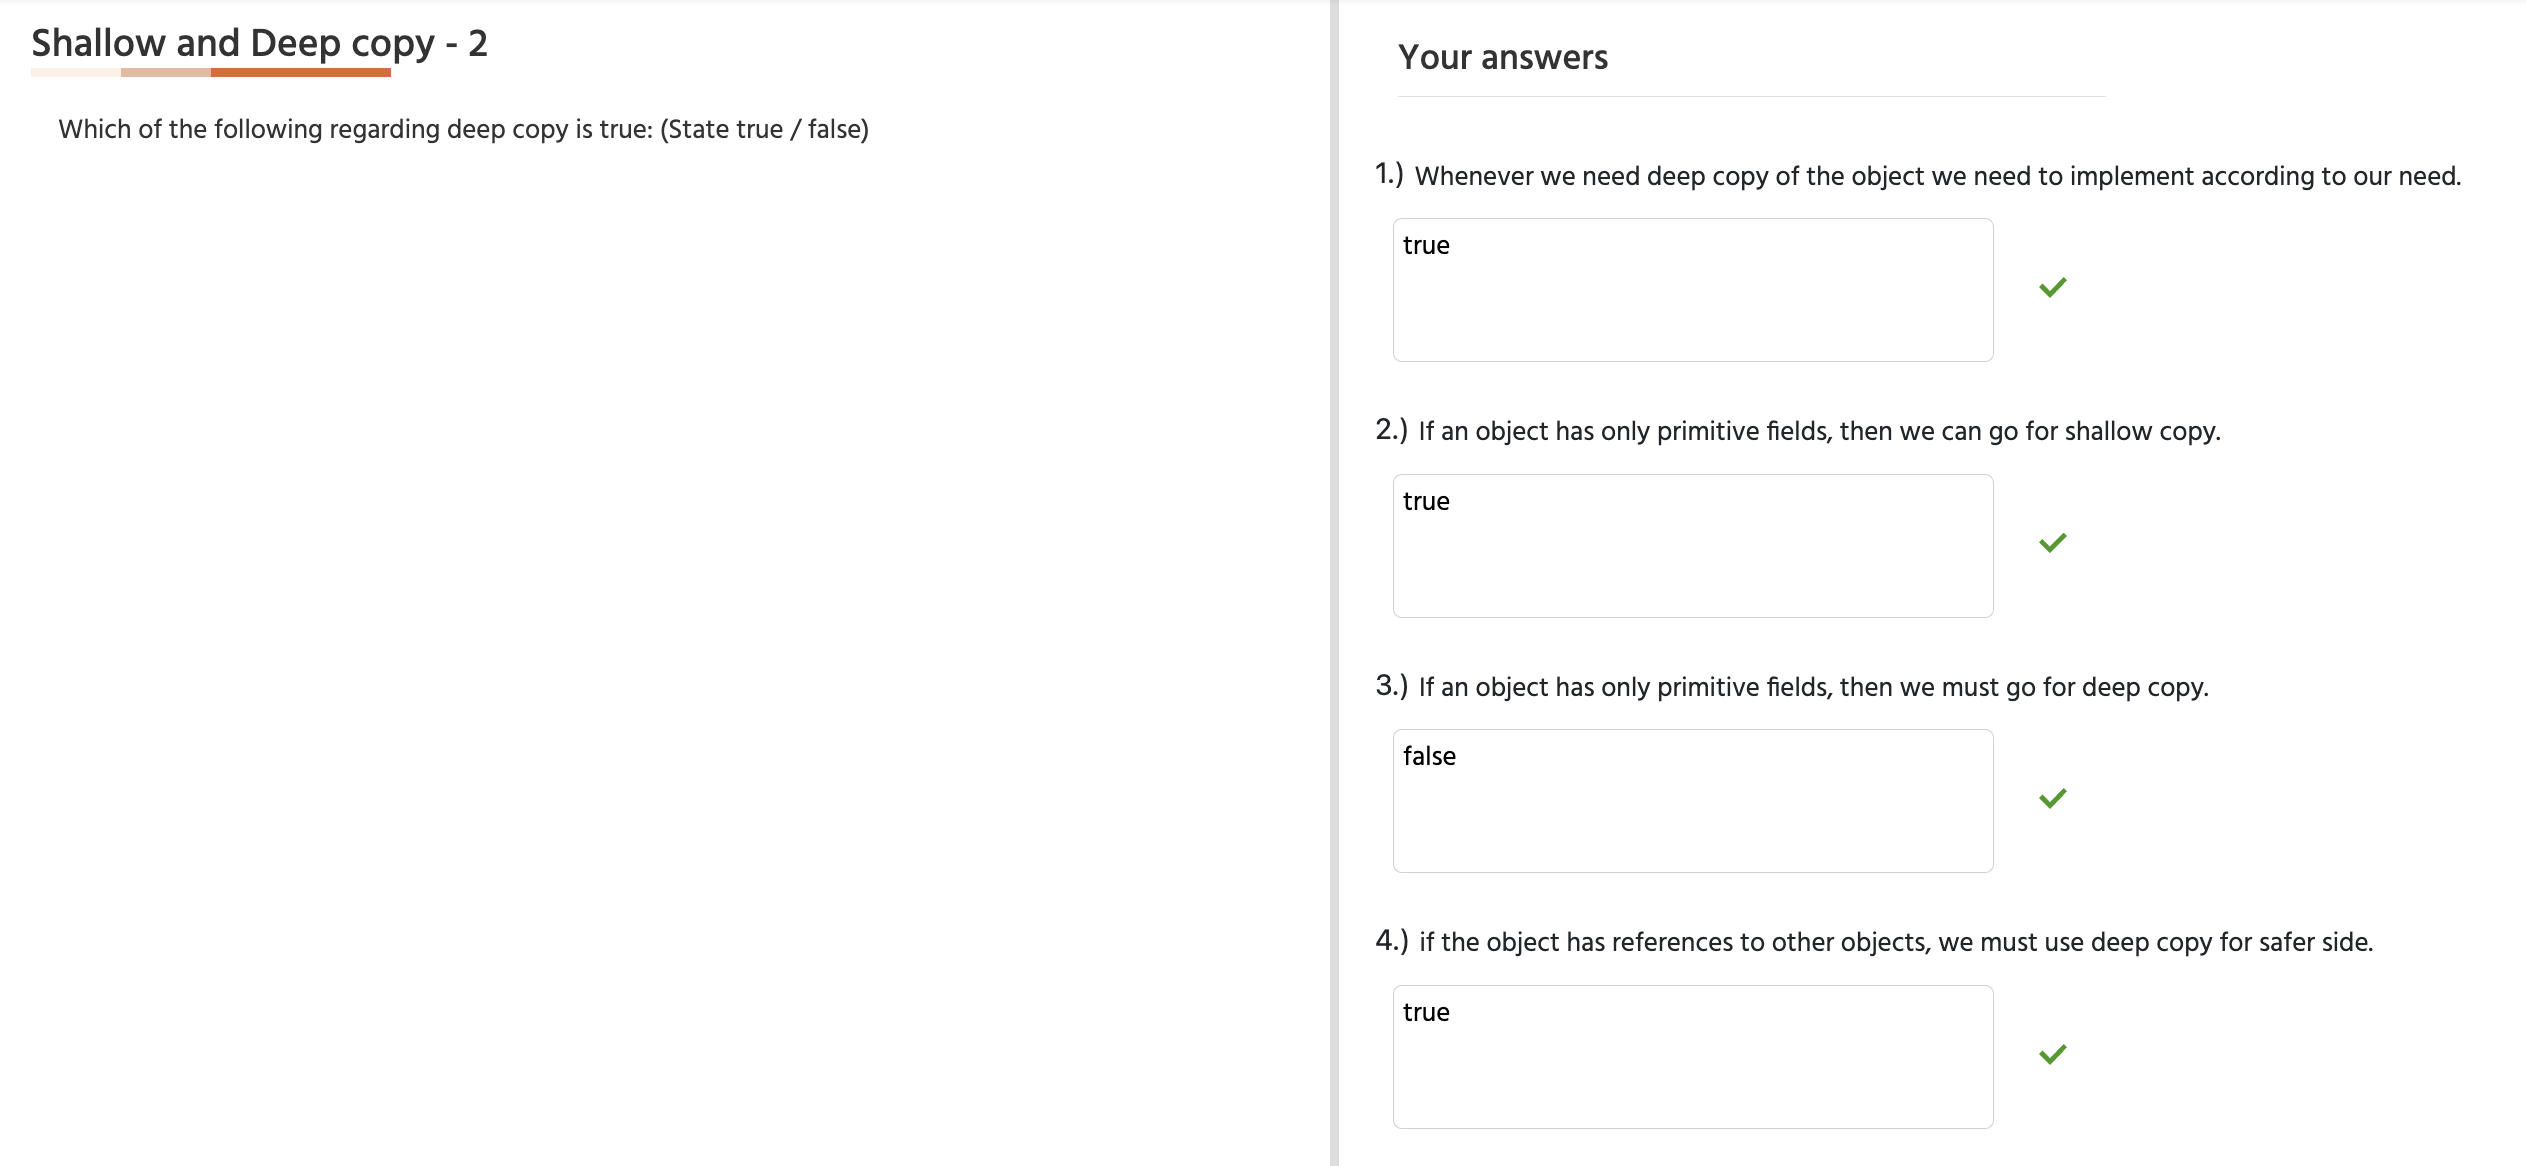 Shallow and Deep copy - 2
Which of the following regarding deep copy is true: (State true / false)
Your answers
1.) Whenever we need deep copy of the object we need to implement according to our need.
true
2.) If an object has only primitive fields, then we can go for shallow copy.
true
3.) If an object has only primitive fields, then we must go for deep copy.
false
4.) if the object has references to other objects, we must use deep copy for safer side.
true